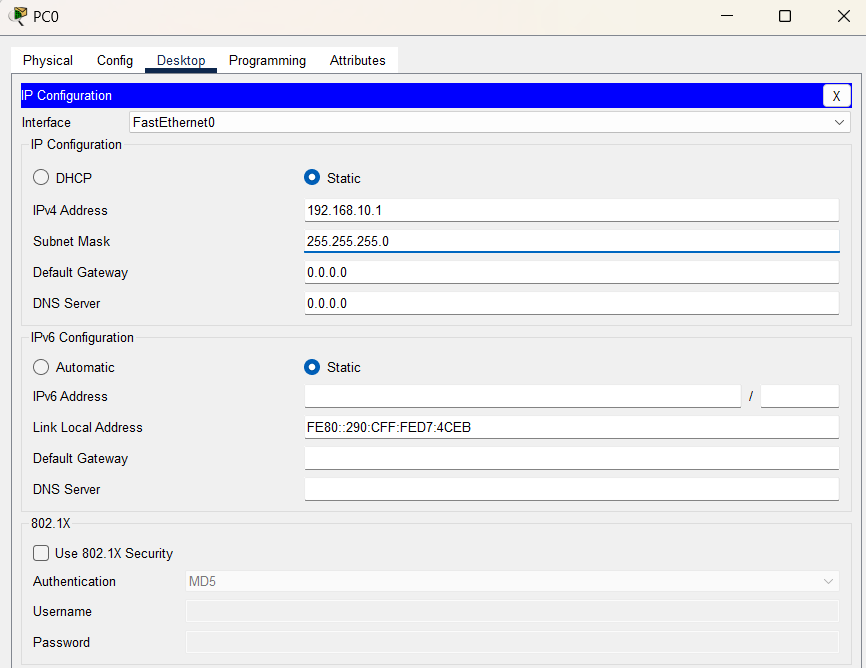 PC0
Physical Config Desktop Programming Attributes
IP Configuration X
Interface FastEthernet0
IP Configuration
DHCP Static
IPv4 Address 192.168.10.1
Subnet Mask 255.255.255.0
Default Gateway 0.0.0.0
DNS Server 0.0.0.0
IPv6 Configuration
Automatic Static
IPv6 Address /
Link Local Address FE80::290:CFF:FED7:4CEB
Default Gateway
DNS Server
802.1X
Use 802.1X Security
Authentication MD5
Username
Password